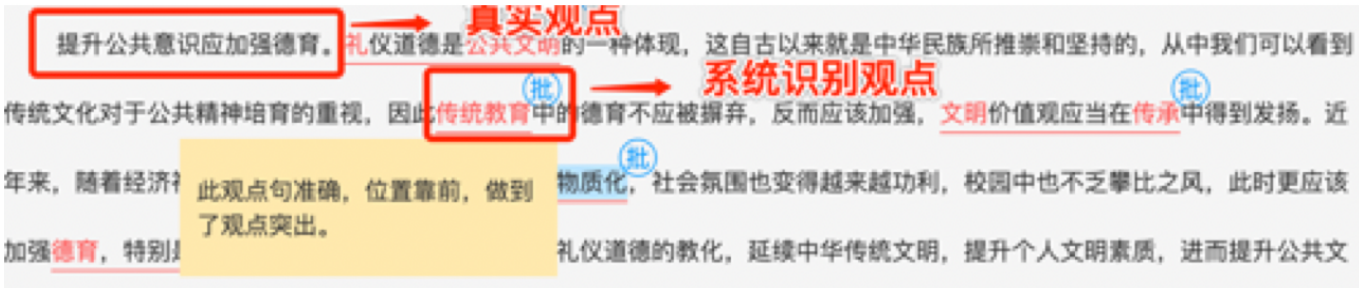 真实观点
提升公共意识应加强德育。礼仪道德是公共文明的一种体现，这自古以来就是中华民族所推崇和坚持的，从中我们可以看到
系统识别观点
批
批
传统文化对于公共精神培育的重视，因此传统教育中的德育不应被摒弃，反而应该加强，文明价值观应当在传承中得到发扬。近
批
年来，随着经济 物质化，社会氛围也变得越来越功利，校园中也不乏攀比之风，此时更应该
此观点句准确，位置靠前，做到
了观点突出。
加强德育，特别 礼仪道德的教化，延续中华传统文明，提升个人文明素质，进而提升公共文